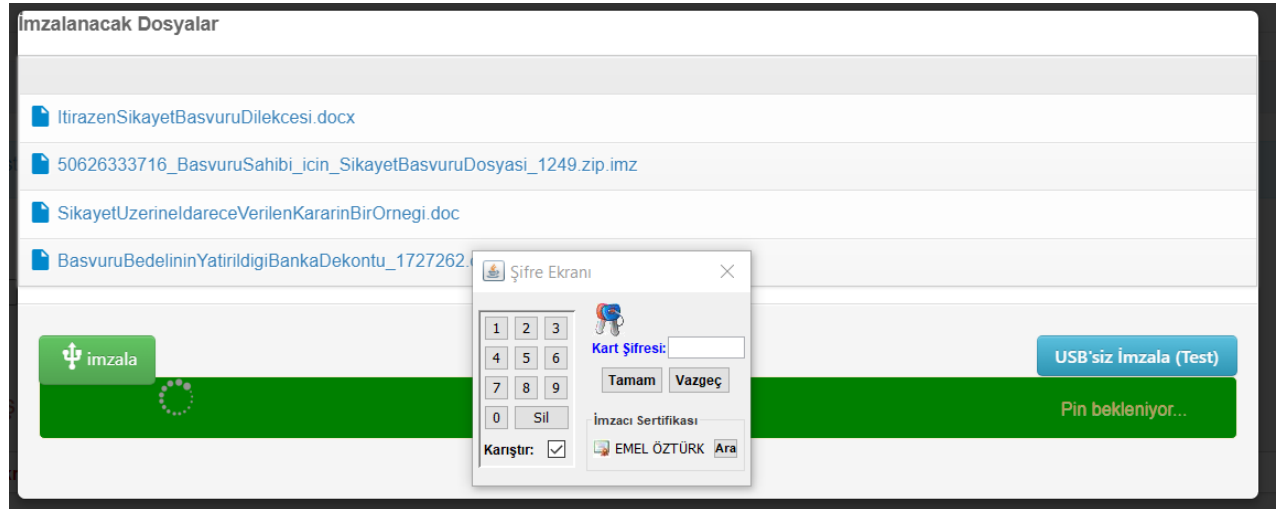 İmzalanacak Dosyalar
ItirazenSikayetBasvuruDilekcesi.docx
50626333716_BasvuruSahibi_icin_SikayetBasvuruDosyasi_1249.zip.imz
SikayetUzerineIdareceVerilenKararinBirOrnegi.doc
BasvuruBedelininYatirildigiBankaDekontu_1727262.
Şifre Ekranı
1 2 3
4 5 6
7 8 9
0 Sil
Karıştır:
Kart Şifresi:
Tamam Vazgeç
İmzacı Sertifikası
EMEL ÖZTÜRK Ara
imzala
USB'siz İmzala (Test)
Pin bekleniyor...